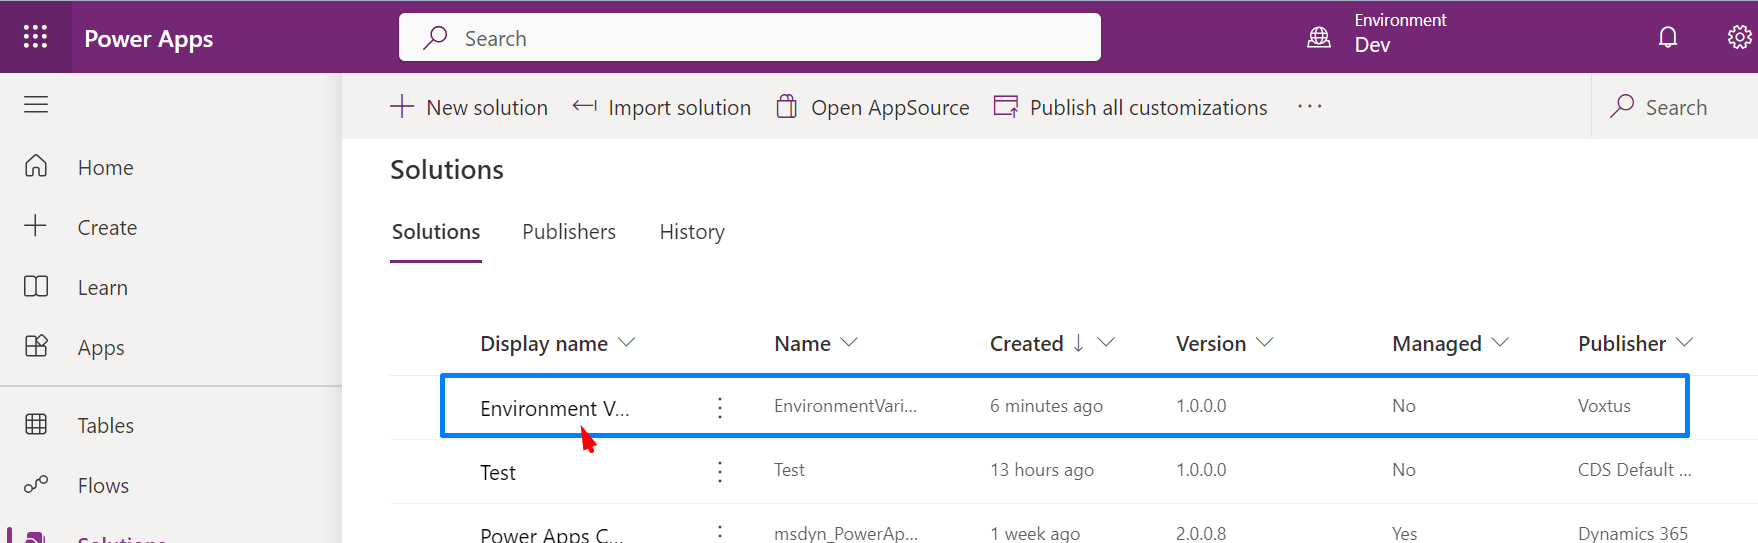 Power Apps
Search
Environment
Dev
New solution
Import solution
Open AppSource
Publish all customizations
Search
Home
Create
Learn
Apps
Tables
Flows
Solutions
Solutions
Solutions Publishers History
Display name Name Created Version Managed Publisher
Environment V... EnvironmentVari... 6 minutes ago 1.0.0.0 No Voxtus
Test Test 13 hours ago 1.0.0.0 No CDS Default ...
Power Apps C... msdyn_PowerAp... 1 week ago 2.0.0.8 Yes Dynamics 365